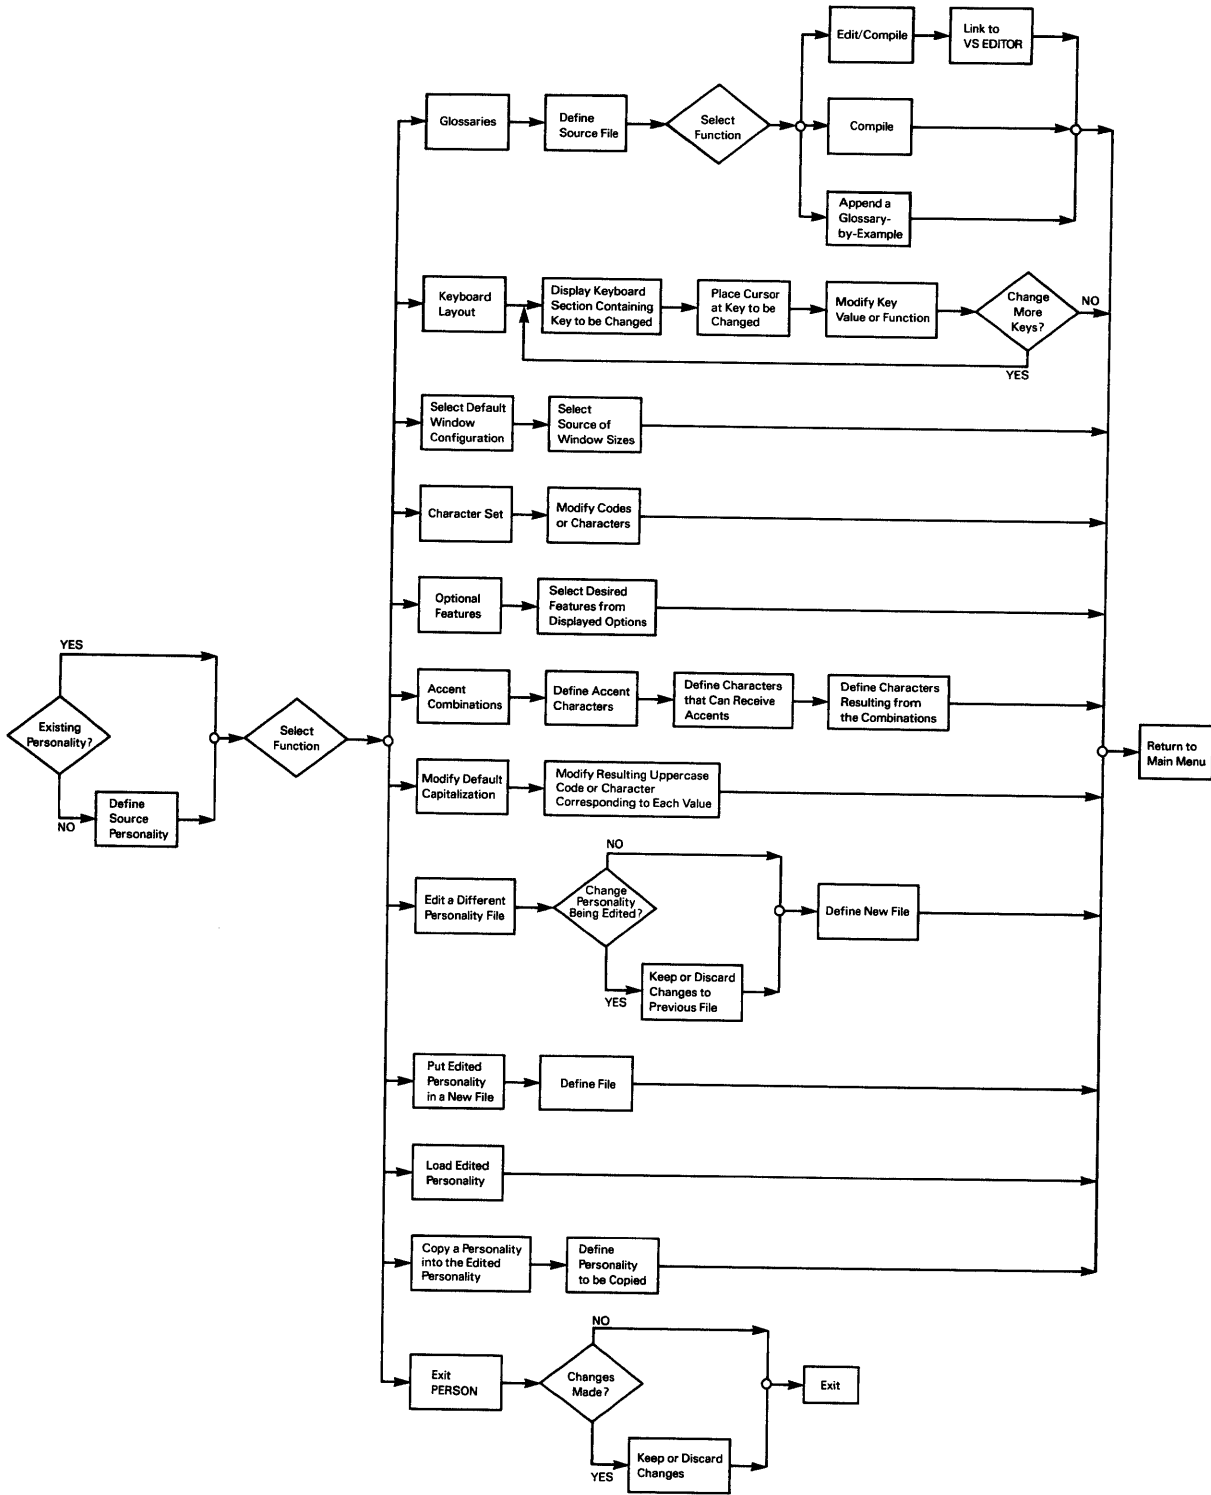 Edit/Compile
Link to
VS EDITOR
Glossaries
Define
Source File
Select
Function
Compile
Append a
Glossary-
by-Example
Keyboard
Layout
Display Keyboard
Section Containing
Key to be Changed
Place Cursor
at Key to be
Changed
Modify Key
Value or Function
Change
More
Keys?
NO
YES
Select Default
Window
Configuration
Select
Source of
Window Sizes
Character Set
Modify Codes
or Characters
Optional
Features
Select Desired
Features from
Displayed Options
YES
Existing
Personality?
NO
Define
Source
Personality
Select
Function
Accent
Combinations
Define Accent
Characters
Define Characters
that Can Receive
Accents
Define Characters
Resulting from
the Combinations
Return to
Main Menu
Modify Default
Capitalization
Modify Resulting Uppercase
Code or Character
Corresponding to Each Value
Edit a Different
Personality File
NO
Change
Personality
Being Edited?
YES
Keep or Discard
Changes to
Previous File
Define New File
Put Edited
Personality
in a New File
Define File
Load Edited
Personality
Copy a Personality
into the Edited
Personality
Define
Personality
to be Copied
Exit
PERSON
NO
Changes
Made?
YES
Keep or Discard
Changes
Exit